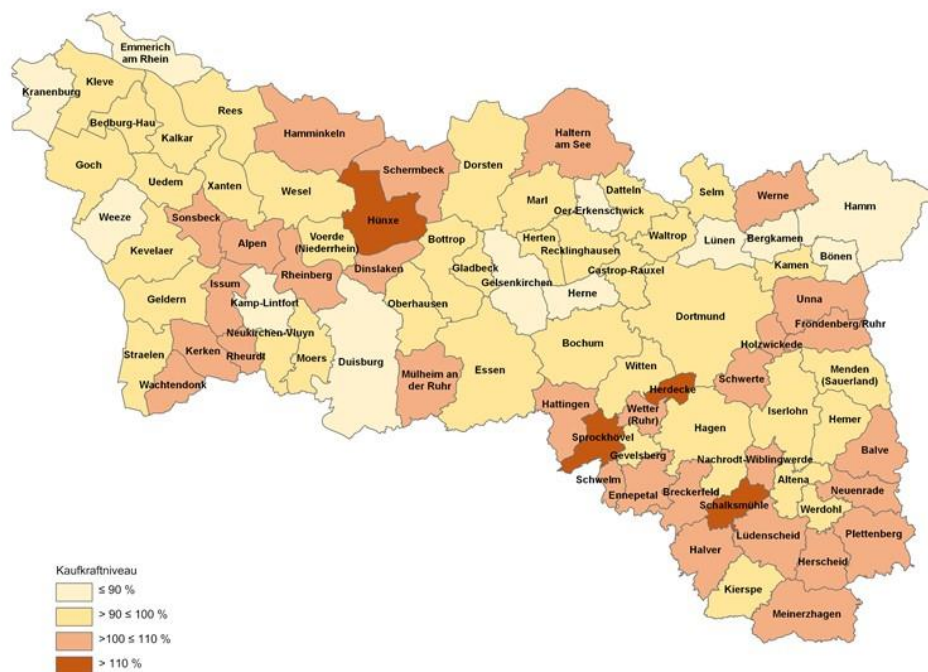 Emmerich
am Rhein
Kranenburg
Kleve
Bedburg-Hau
Kalkar
Rees
Hamminkeln
Haltern
am See
Goch
Uedem
Xanten
Wesel
Schermbeck
Dorsten
Marl
Datteln
Oer-Erkenschwick
Selm
Werne
Hamm
Weeze
Sonsbeck
Hünxe
Kevelaer
Alpen
Voerde
(Niederrhein)
Bottrop
Gladbeck
Herten
Recklinghausen
Waltrop
Lünen
Bergkamen
Bönen
Rheinberg
Dinslaken
Gelsenkirchen
Castrop-Rauxel
Kamen
Geldern
Issum
Kamp-Lintfort
Oberhausen
Herne
Unna
Dortmund
Fröndenberg/Ruhr
Neukirchen-Vluyn
Holzwickede
Straelen
Kerken
Rheurdt
Moers
Duisburg
Mülheim an
der Ruhr
Essen
Bochum
Witten
Schwerte
Menden
(Sauerland)
Wachtendonk
Herdecke
Hattingen
Wetter
(Ruhr)
Iserlohn
Hemer
Sprockhövel
Hagen
Gevelsberg
Nachrodt-Wiblingwerde
Balve
Schwelm
Ennepetal
Breckerfeld
Altena
Neuenrade
Schalksmühle
Werdohl
Lüdenscheid
Plettenberg
Halver
Herscheid
Kierspe
Meinerzhagen
Kaufkraftniveau
≤ 90 %
> 90 ≤ 100 %
>100 ≤ 110 %
> 110 %